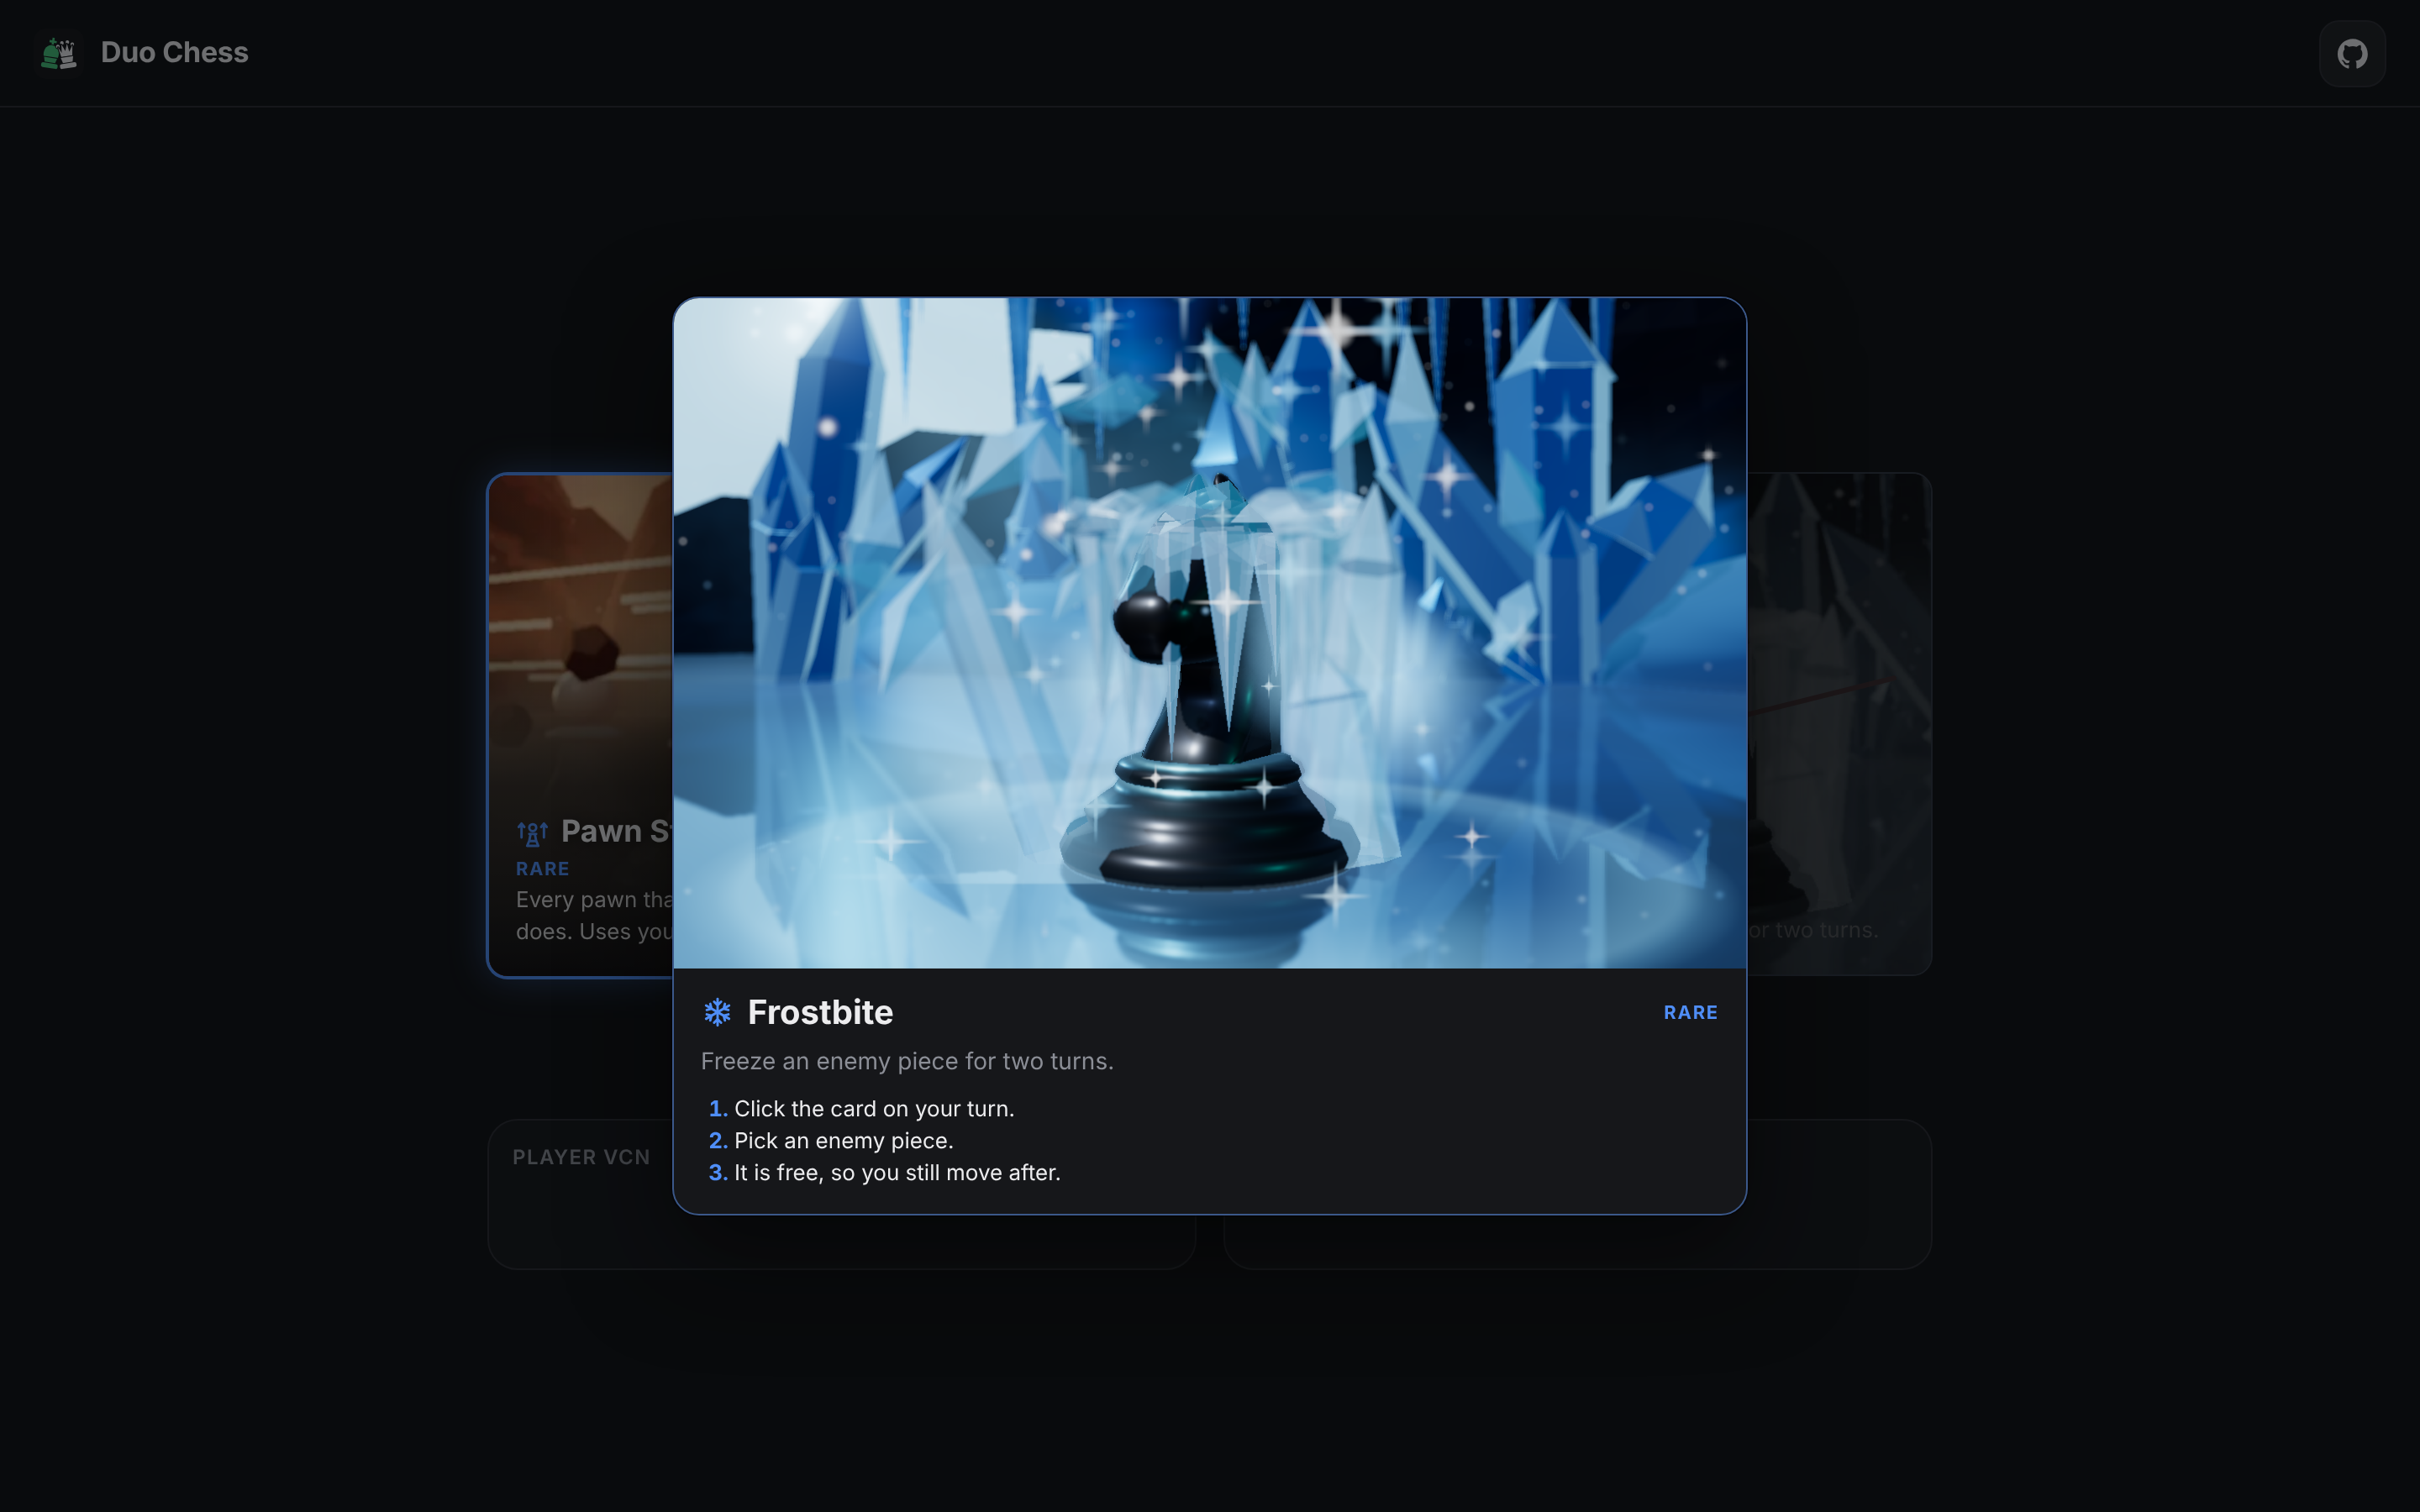 Duo Chess
Pawn St
RARE
Every pawn tha
does. Uses you
or two turns.
Frostbite
RARE
Freeze an enemy piece for two turns.
1. Click the card on your turn.
2. Pick an enemy piece.
3. It is free, so you still move after.
PLAYER VCN